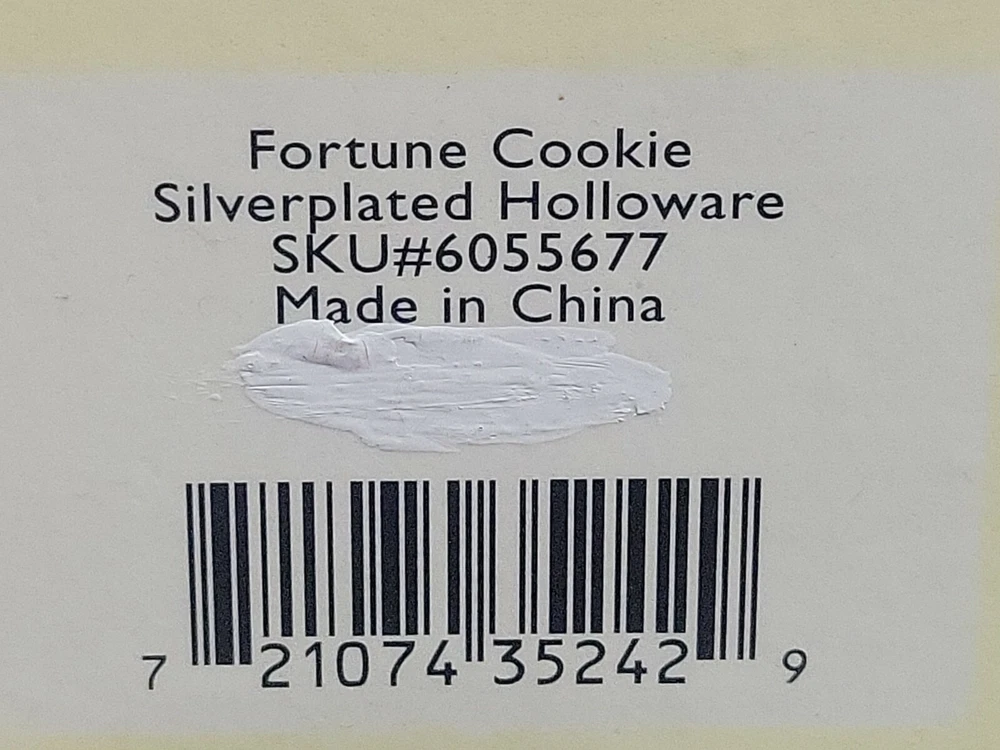 Fortune Cookie
Silverplated Holloware
SKU#6055677
Made in China
7 21074 35242 9